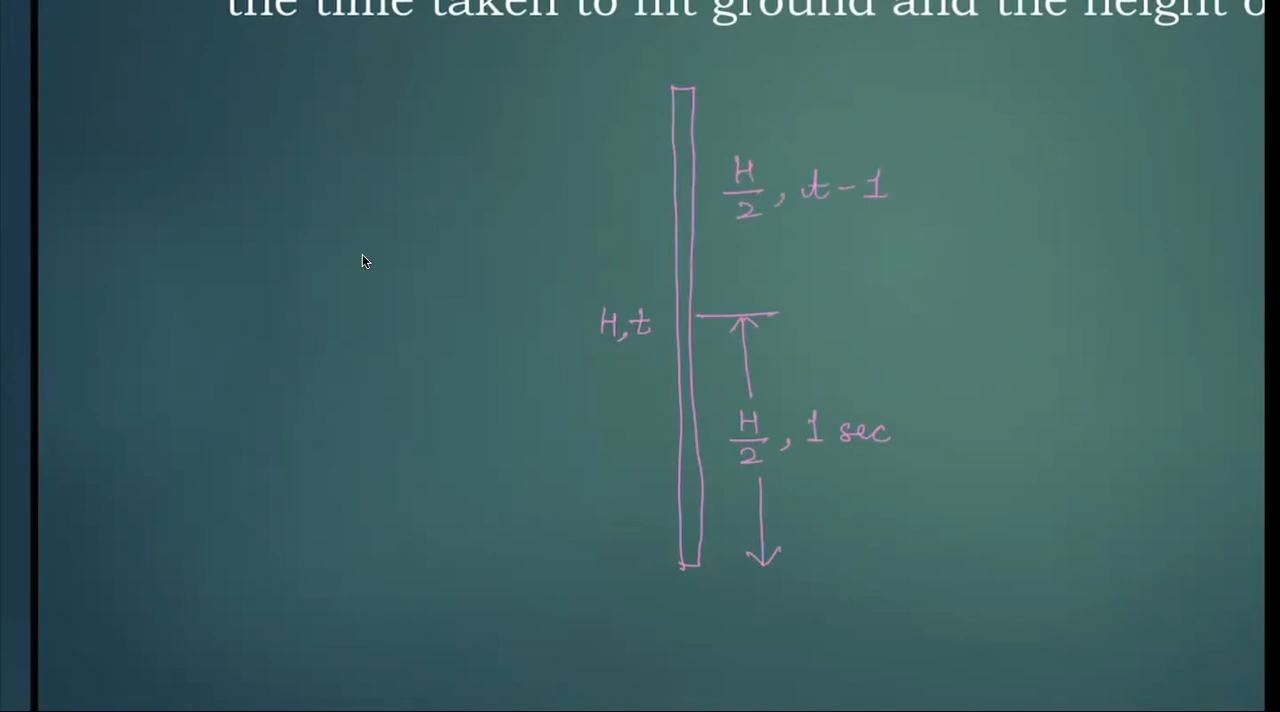 the time taken to hit ground and the height o
H/2, t-1
H,t
H/2, 1 sec